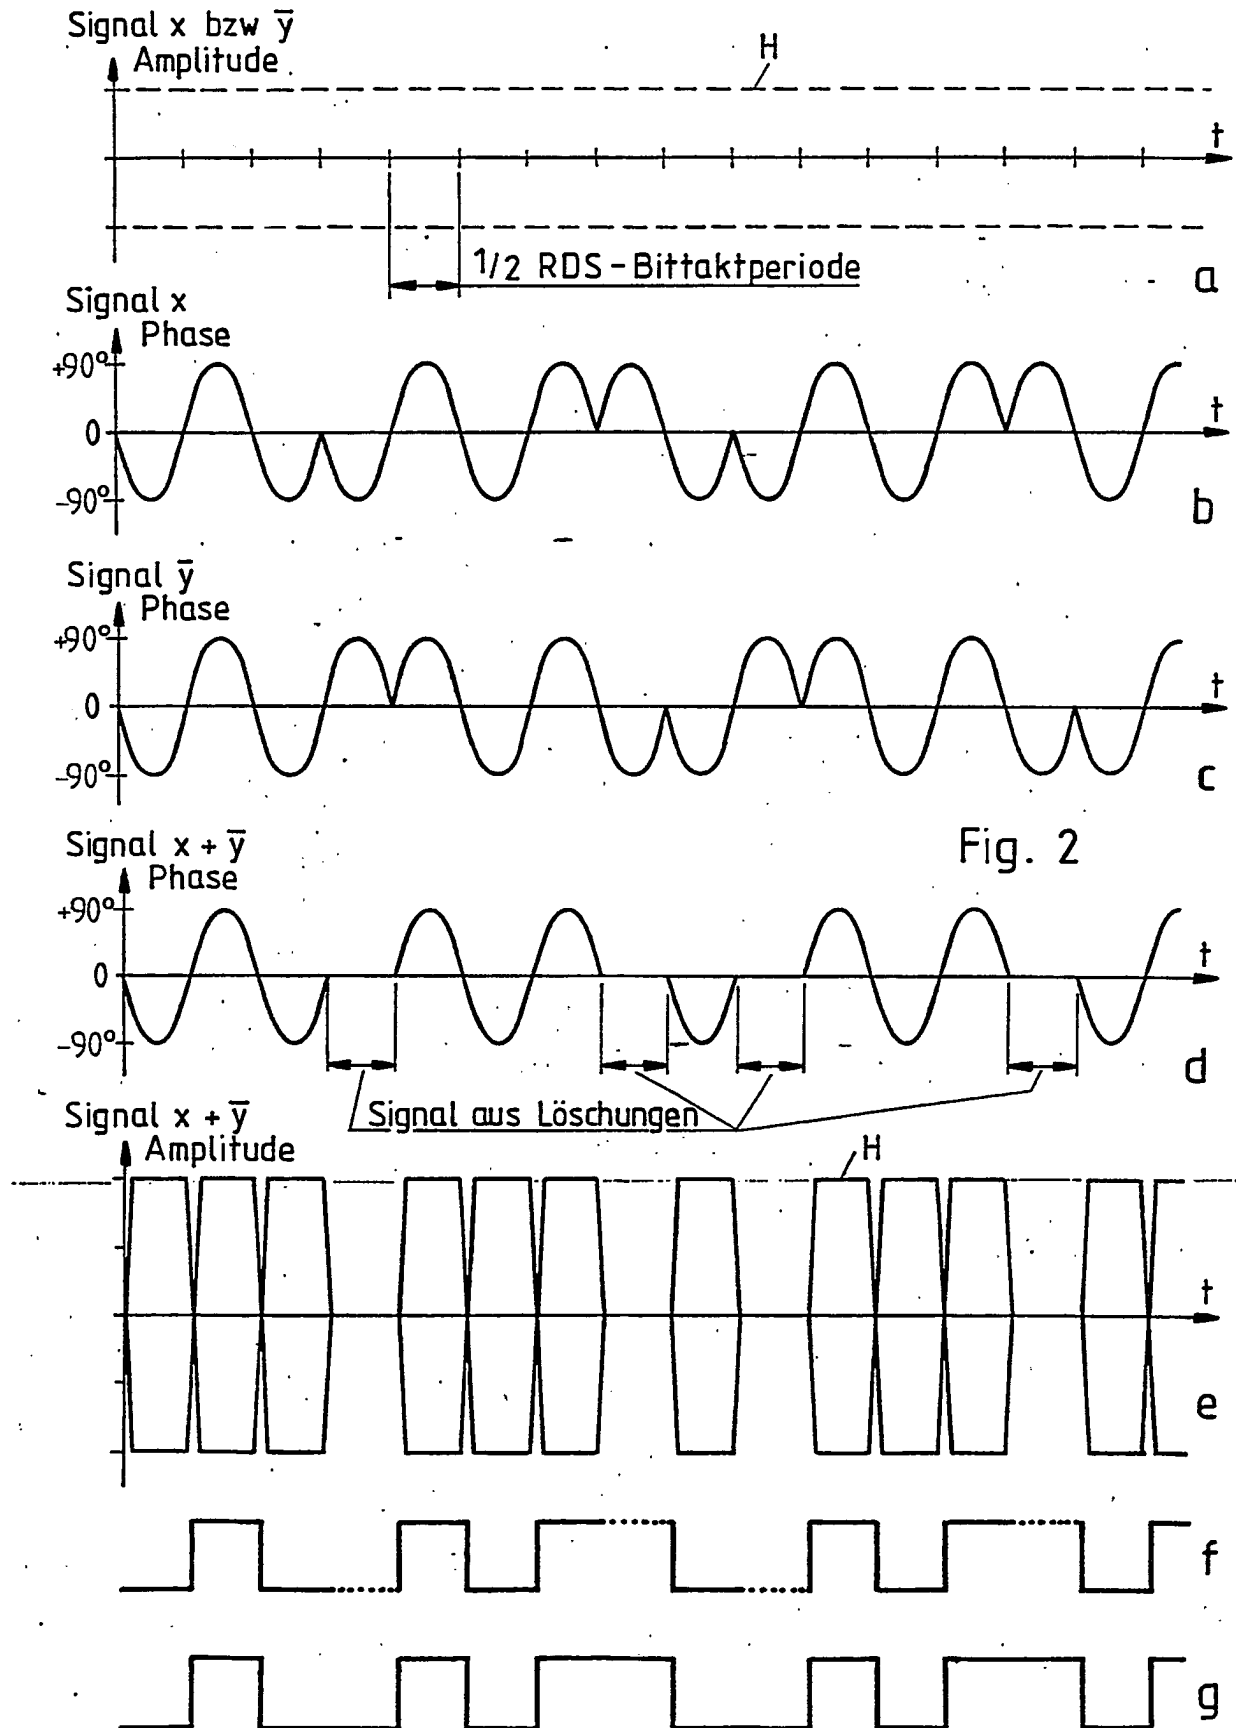 Signal x bzw ȳ
Amplitude
H
t
1/2 RDS-Bittaktperiode
a
Signal x
Phase
+90°
t
0
-90°
b
Signal ȳ
Phase
+90°
t
0
-90°
c
Signal x + ȳ
Fig. 2
Phase
+90°
t
0
-90°
d
Signal aus Löschungen
Signal x + ȳ
Amplitude
H
t
e
f
g